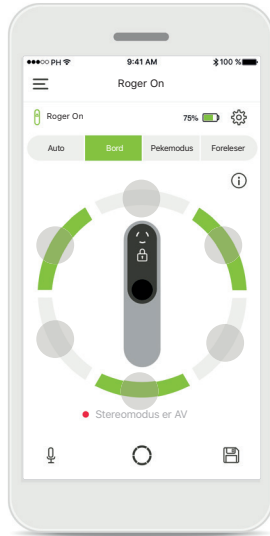 PH 9:41 AM 100 %
Roger On
Roger On 75%
Auto Bord Pekemodus Foreleser
Stereomodus er AV